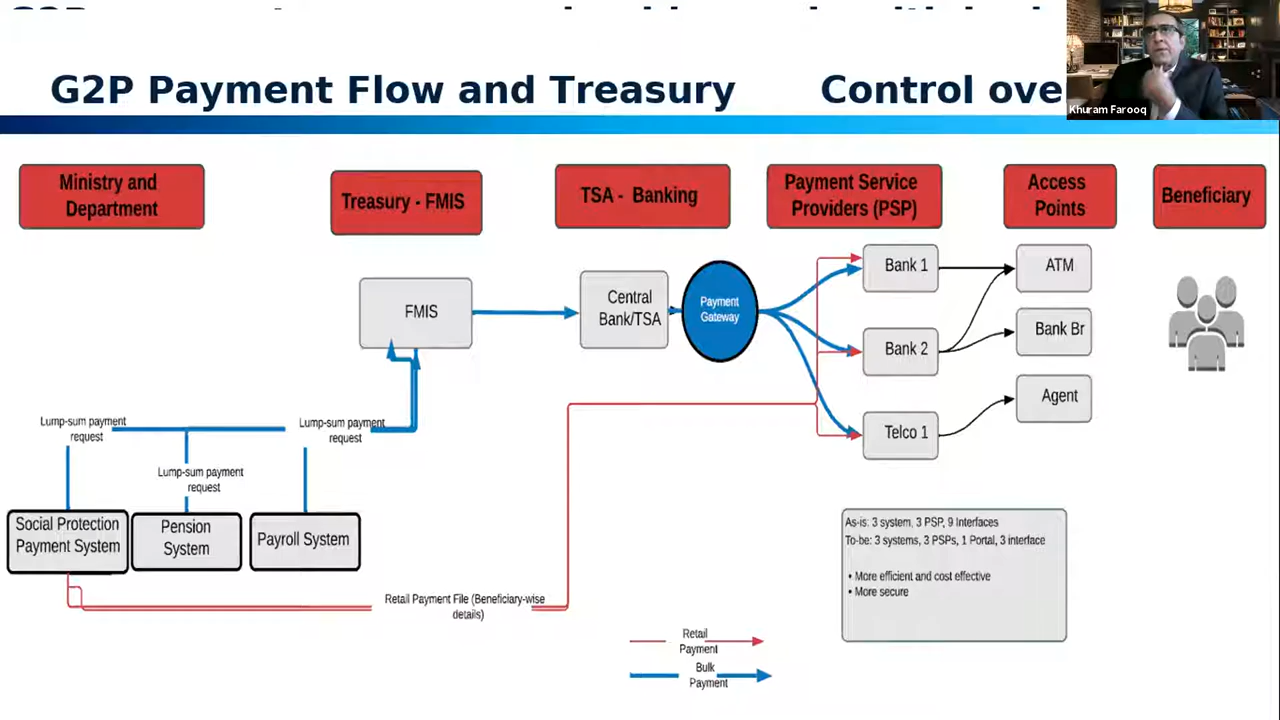 G2P Payment Flow and Treasury Control ove
Khuram Farooq
Ministry and
Department
Treasury - FMIS
TSA - Banking
Payment Service
Providers (PSP)
Access
Points
Beneficiary
FMIS
Central
Bank/TSA
Payment
Gateway
Bank 1
Bank 2
Telco 1
ATM
Bank Br
Agent
Lump-sum payment
request
Lump-sum payment
request
Lump-sum payment
request
Social Protection
Payment System
Pension
System
Payroll System
Retail Payment File (Beneficiary-wise
details)
As-is: 3 system, 3 PSP, 9 Interfaces
To-be: 3 systems, 3 PSPs, 1 Portal, 3 interface
• More efficient and cost effective
• More secure
Retail
Payment
Bulk
Payment